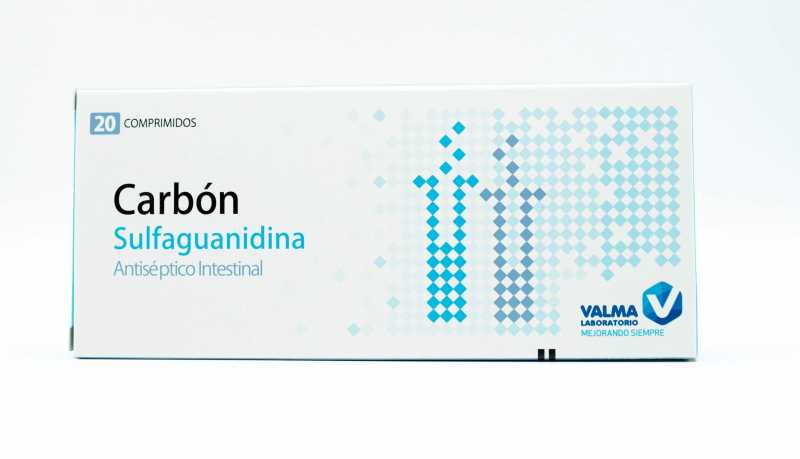 20 COMPRIMIDOS
Carbón
Sulfaguanidina
Antiséptico Intestinal
VALMA
LABORATORIO
MEJORANDO SIEMPRE